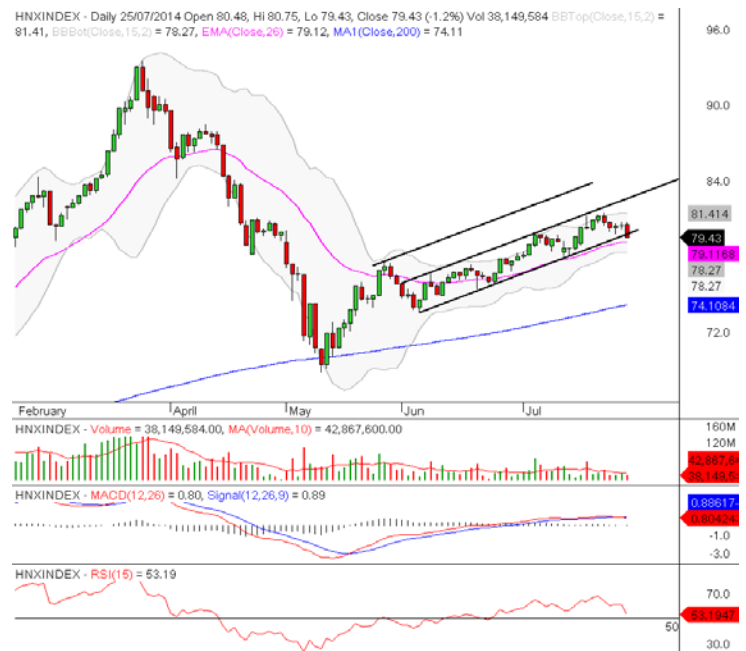 HNXINDEX - Daily 25/07/2014 Open 80.48, Hi 80.75, Lo 79.43, Close 79.43 (-1.2%) Vol 38,149,584 BBTop(Close,15,2) =
81.41, BBBot(Close,15,2) = 78.27, EMA(Close,26) = 79.12, MA1(Close,200) = 74.11
96.0
90.0
84.0
81.414
79.43
79.1168
78.27
78.27
74.1084
72.0
February April May Jun Jul
HNXINDEX - Volume = 38,149,584.00, MA(Volume,10) = 42,867,600.00
160M
120M
42,867,64
38,149,5
HNXINDEX - MACD(12,26) = 0.80, Signal(12,26,9) = 0.89
0.88617
0.80424
-1.0
-3.0
HNXINDEX - RSI(15) = 53.19
70.0
53.1947
50
30.0